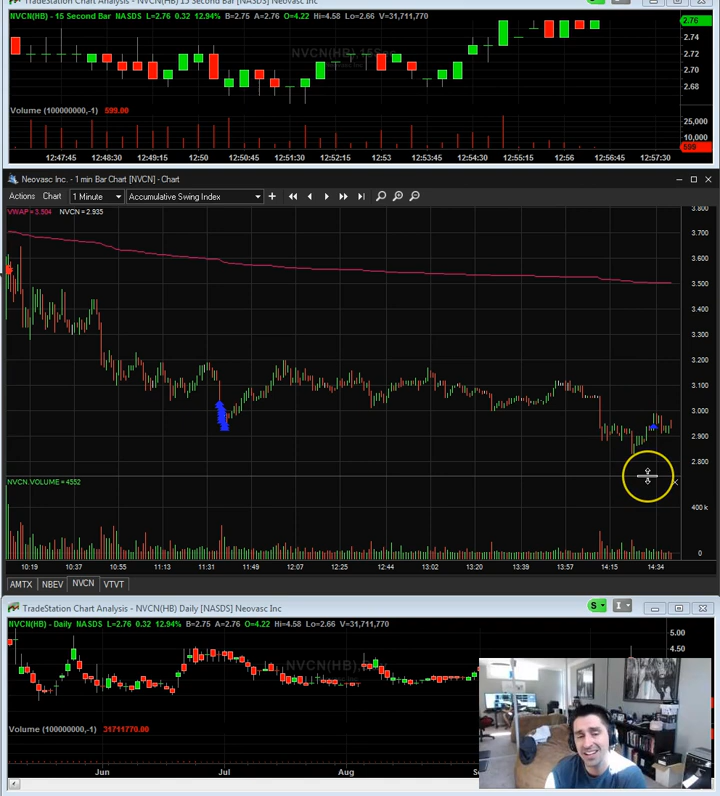 TradeStation Chart Analysis - NVCN(HB) 15 Second Bar [NASDS] Neovasc Inc
NVCN(HB) - 15 Second Bar NASDS L=2.76 0.32 12.94% B=2.75 A=2.76 O=4.22 Hi=4.58 Lo=2.66 V=31,711,770
2.76
2.74
2.72
2.70
2.68
Volume (100000000,-1) 599.00
25,000
10,000
599
12:47:45 12:48:30 12:49:15 12:50 12:50:45 12:51:30 12:52:15 12:53 12:53:45 12:54:30 12:55:15 12:56 12:56:45 12:57:30
Neovasc Inc. - 1 min Bar Chart [NVCN] - Chart
Actions Chart 1 Minute Accumulative Swing Index
VWAP = 3.504 NVCN = 2.935
3.800
3.700
3.600
3.500
3.400
3.300
3.200
3.100
3.000
2.900
2.800
NVCN.VOLUME = 4552
400 k
0
10:19 10:37 10:55 11:13 11:31 11:49 12:07 12:25 12:44 13:02 13:20 13:39 13:57 14:15 14:34
AMTX NBEV NVCN VTVT
TradeStation Chart Analysis - NVCN(HB) Daily [NASDS] Neovasc Inc
S I
NVCN(HB) - Daily NASDS L=2.76 0.32 12.94% B=2.75 A=2.76 O=4.22 Hi=4.58 Lo=2.66 V=31,711,770
5.00
4.50
Volume (100000000,-1) 31711770.00
Jun Jul Aug